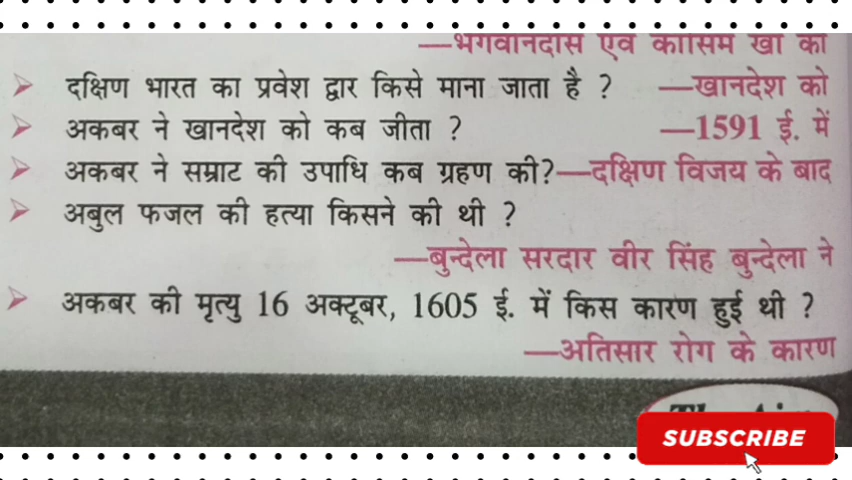 —भगवानदास एवं कासिम खाँ को
➤ दक्षिण भारत का प्रवेश द्वार किसे माना जाता है ? —खानदेश को
➤ अकबर ने खानदेश को कब जीता ? —1591 ई. में
➤ अकबर ने सम्राट की उपाधि कब ग्रहण की?—दक्षिण विजय के बाद
➤ अबुल फजल की हत्या किसने की थी ?
—बुन्देला सरदार वीर सिंह बुन्देला ने
➤ अकबर की मृत्यु 16 अक्टूबर, 1605 ई. में किस कारण हुई थी ?
—अतिसार रोग के कारण
SUBSCRIBE